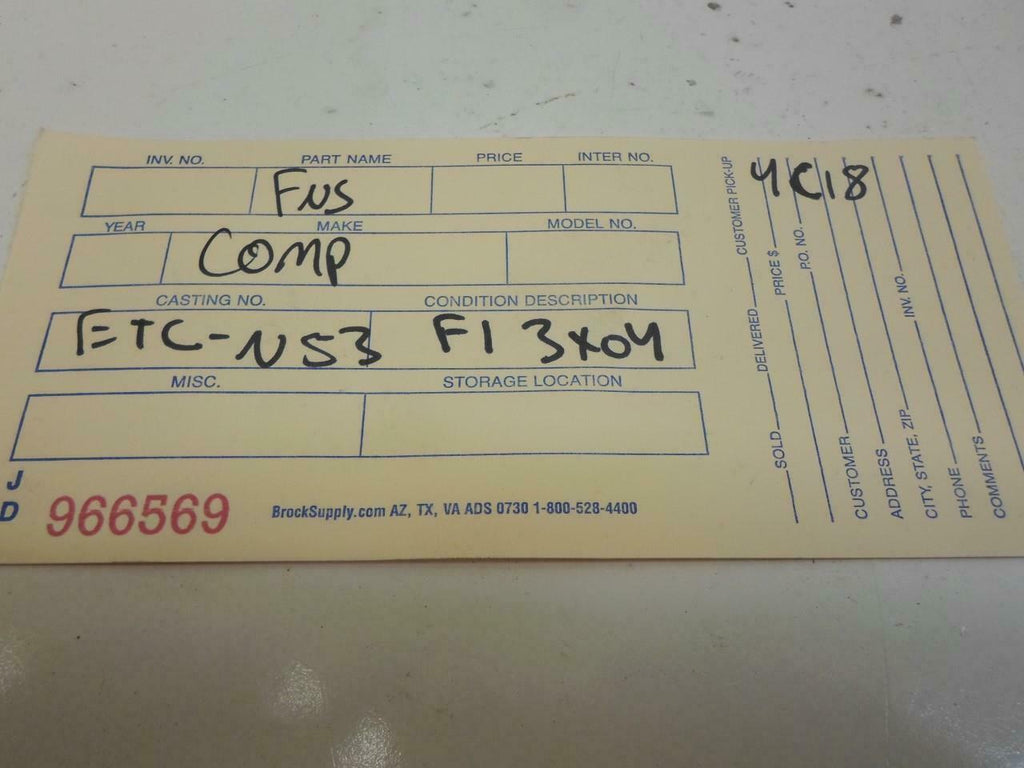 INV. NO. PART NAME PRICE INTER NO.
FNS
YEAR MAKE MODEL NO.
COMP
CASTING NO. CONDITION DESCRIPTION
ETC-N53 F1 3X04
MISC. STORAGE LOCATION
J
D 966569 BrockSupply.com AZ, TX, VA ADS 0730 1-800-528-4400
4C18
SOLD DELIVERED CUSTOMER PICK-UP
PRICE $
P.O. NO.
CUSTOMER
ADDRESS
CITY, STATE, ZIP INV. NO.
PHONE
COMMENTS